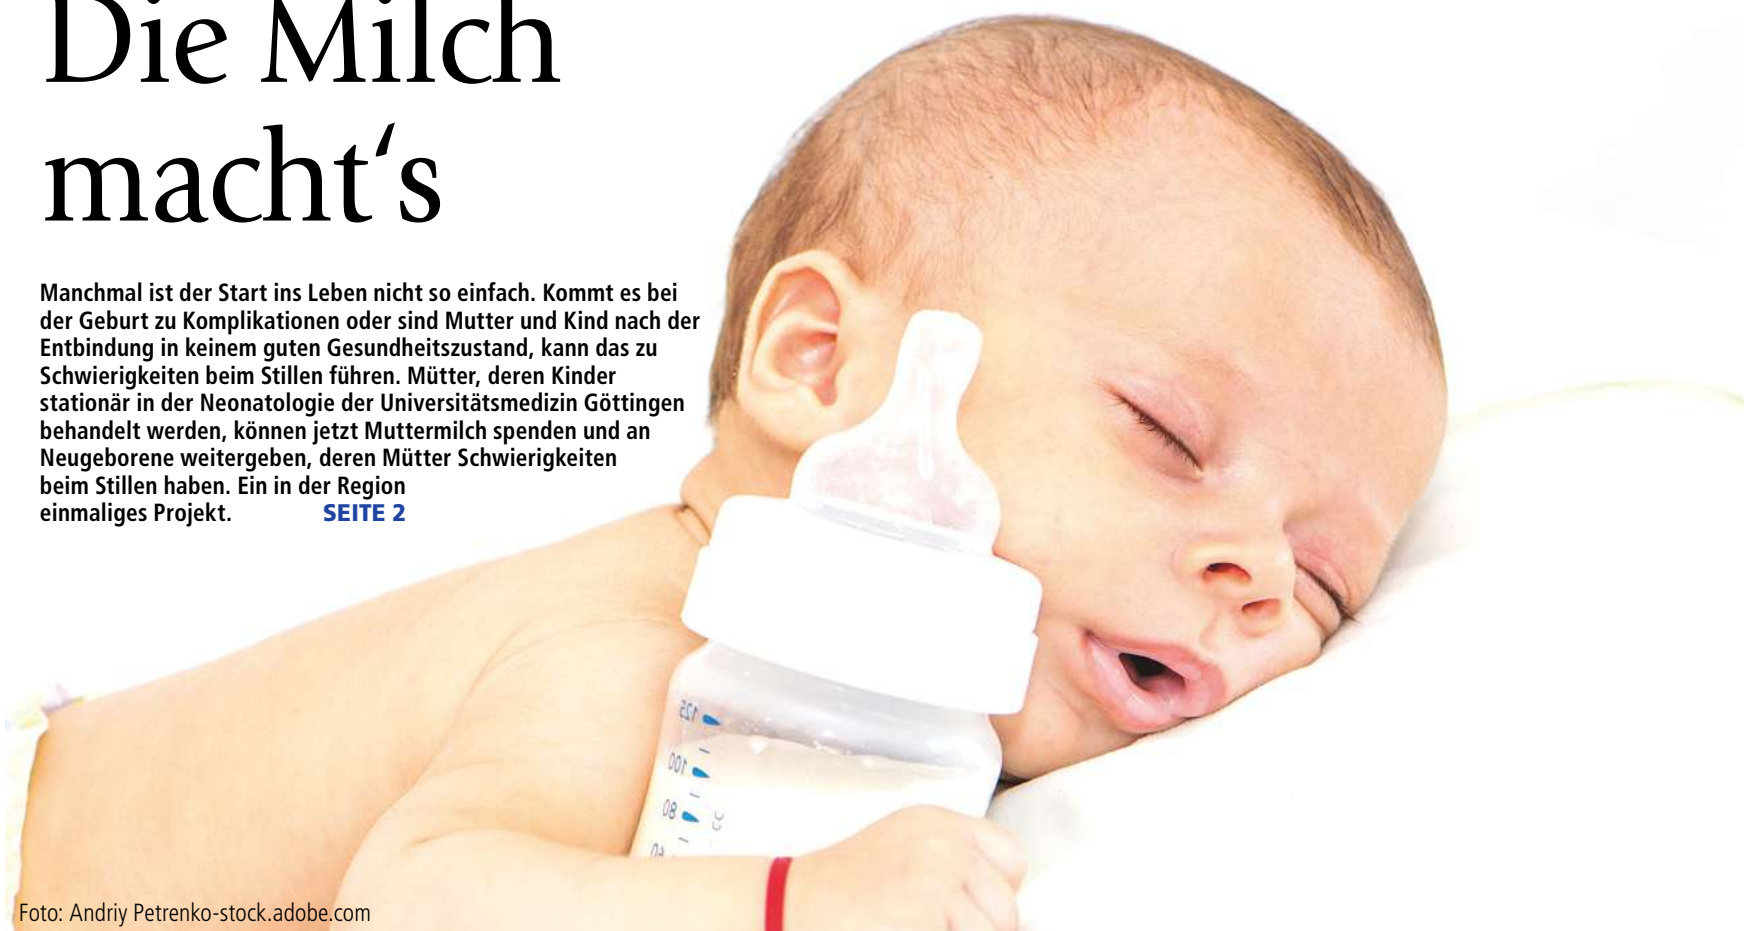 Die Milch
macht‘s
Manchmal ist der Start ins Leben nicht so einfach. Kommt es bei
der Geburt zu Komplikationen oder sind Mutter und Kind nach der
Entbindung in keinem guten Gesundheitszustand, kann das zu
Schwierigkeiten beim Stillen führen. Mütter, deren Kinder
stationär in der Neonatologie der Universitätsmedizin Göttingen
behandelt werden, können jetzt Muttermilch spenden und an
Neugeborene weitergeben, deren Mütter Schwierigkeiten
beim Stillen haben. Ein in der Region
einmaliges Projekt. SEITE 2
125
100
80
60
cc
Foto: Andriy Petrenko-stock.adobe.com